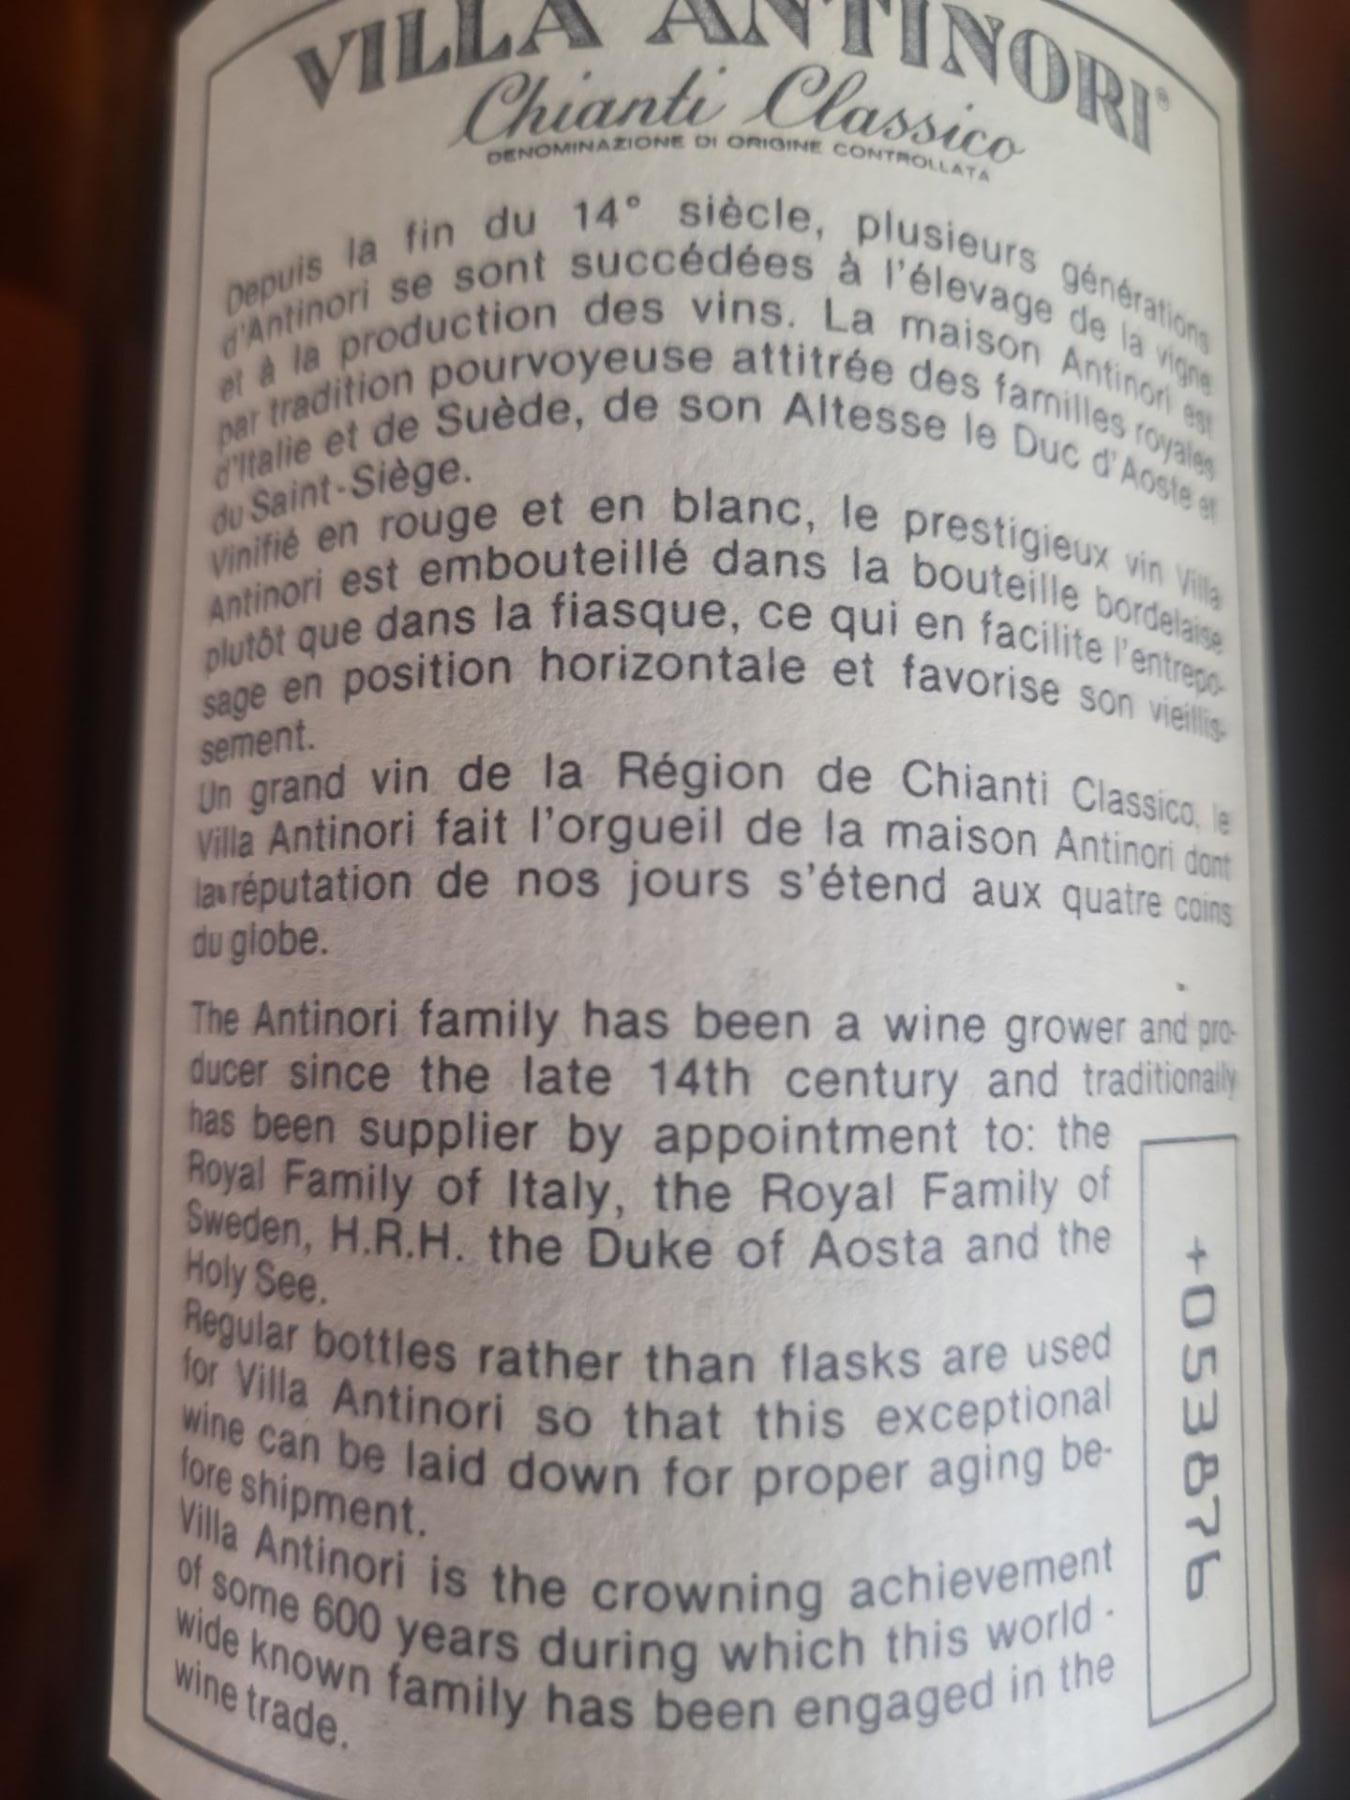 VILLA ANTINORI®
Chianti Classico
DENOMINAZIONE DI ORIGINE CONTROLLATA
Depuis la fin du 14° siècle, plusieurs générations
d'Antinori se sont succédées à l'élevage de la vigne
et à la production des vins. La maison Antinori est
par tradition pourvoyeuse attitrée des familles royales
d'Italie et de Suède, de son Altesse le Duc d'Aoste et
du Saint-Siège.
Vinifié en rouge et en blanc, le prestigieux vin Villa
Antinori est embouteillé dans la bouteille bordelaise
plutôt que dans la fiasque, ce qui en facilite l'entrepo-
sage en position horizontale et favorise son vieillis-
sement.
Un grand vin de la Région de Chianti Classico, le
Villa Antinori fait l'orgueil de la maison Antinori dont
la réputation de nos jours s'étend aux quatre coins
du globe.
The Antinori family has been a wine grower and pro-
ducer since the late 14th century and traditionally
has been supplier by appointment to: the
Royal Family of Italy, the Royal Family of
Sweden, H.R.H. the Duke of Aosta and the
Holy See.
Regular bottles rather than flasks are used
for Villa Antinori so that this exceptional
wine can be laid down for proper aging be-
fore shipment.
Villa Antinori is the crowning achievement
of some 600 years during which this world -
wide known family has been engaged in the
wine trade.
+053876